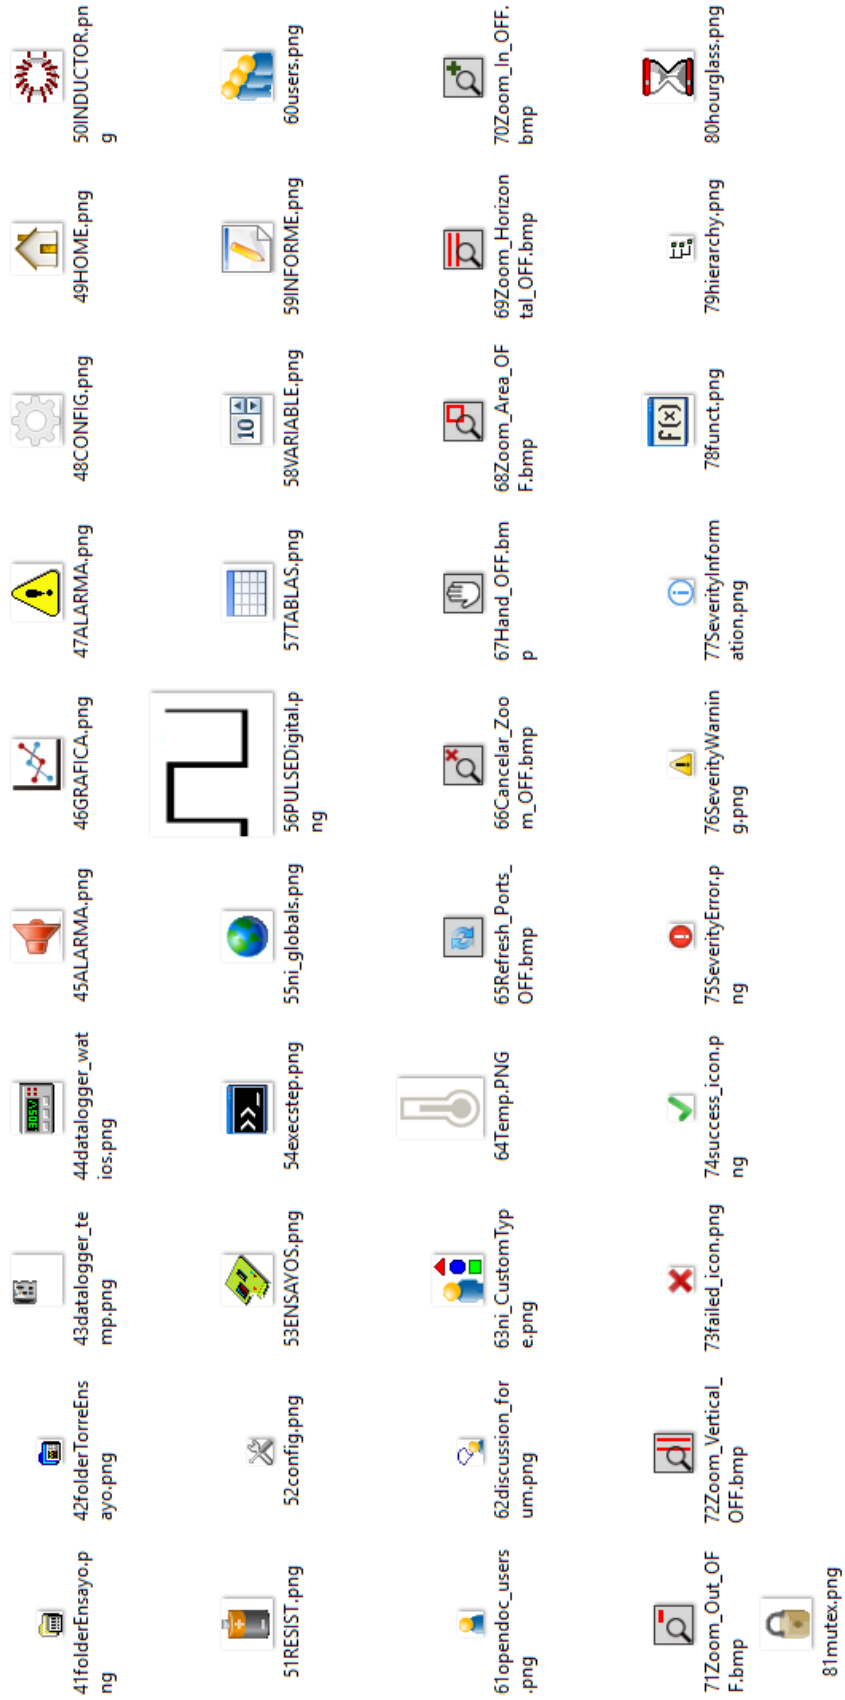 41folderEnsayo.p
ng
42folderTorreEns
ayo.png
43datalogger_te
mp.png
44datalogger_wat
ios.png
45ALARMA.png
46GRAFICA.png
47ALARMA.png
48CONFIG.png
49HOME.png
50INDUCTOR.pn
g
51RESIST.png
52config.png
53ENSAYOS.png
54execstep.png
55ni_globals.png
56PULSEDigital.p
ng
57TABLAS.png
10
58VARIABLE.png
59INFORME.png
60users.png
61opendoc_users
.png
62discussion_for
um.png
63ni_CustomTyp
e.png
64Temp.PNG
65Refresh_Ports_
OFF.bmp
66Cancelar_Zoo
m_OFF.bmp
67Hand_OFF.bm
p
68Zoom_Area_OF
F.bmp
69Zoom_Horizon
tal_OFF.bmp
70Zoom_In_OFF.
bmp
71Zoom_Out_OF
F.bmp
72Zoom_Vertical_
OFF.bmp
73failed_icon.png
74success_icon.p
ng
75SeverityError.p
ng
76SeverityWarnin
g.png
77SeverityInform
ation.png
f(x)
78funct.png
79hierarchy.png
80hourglass.png
81mutex.png